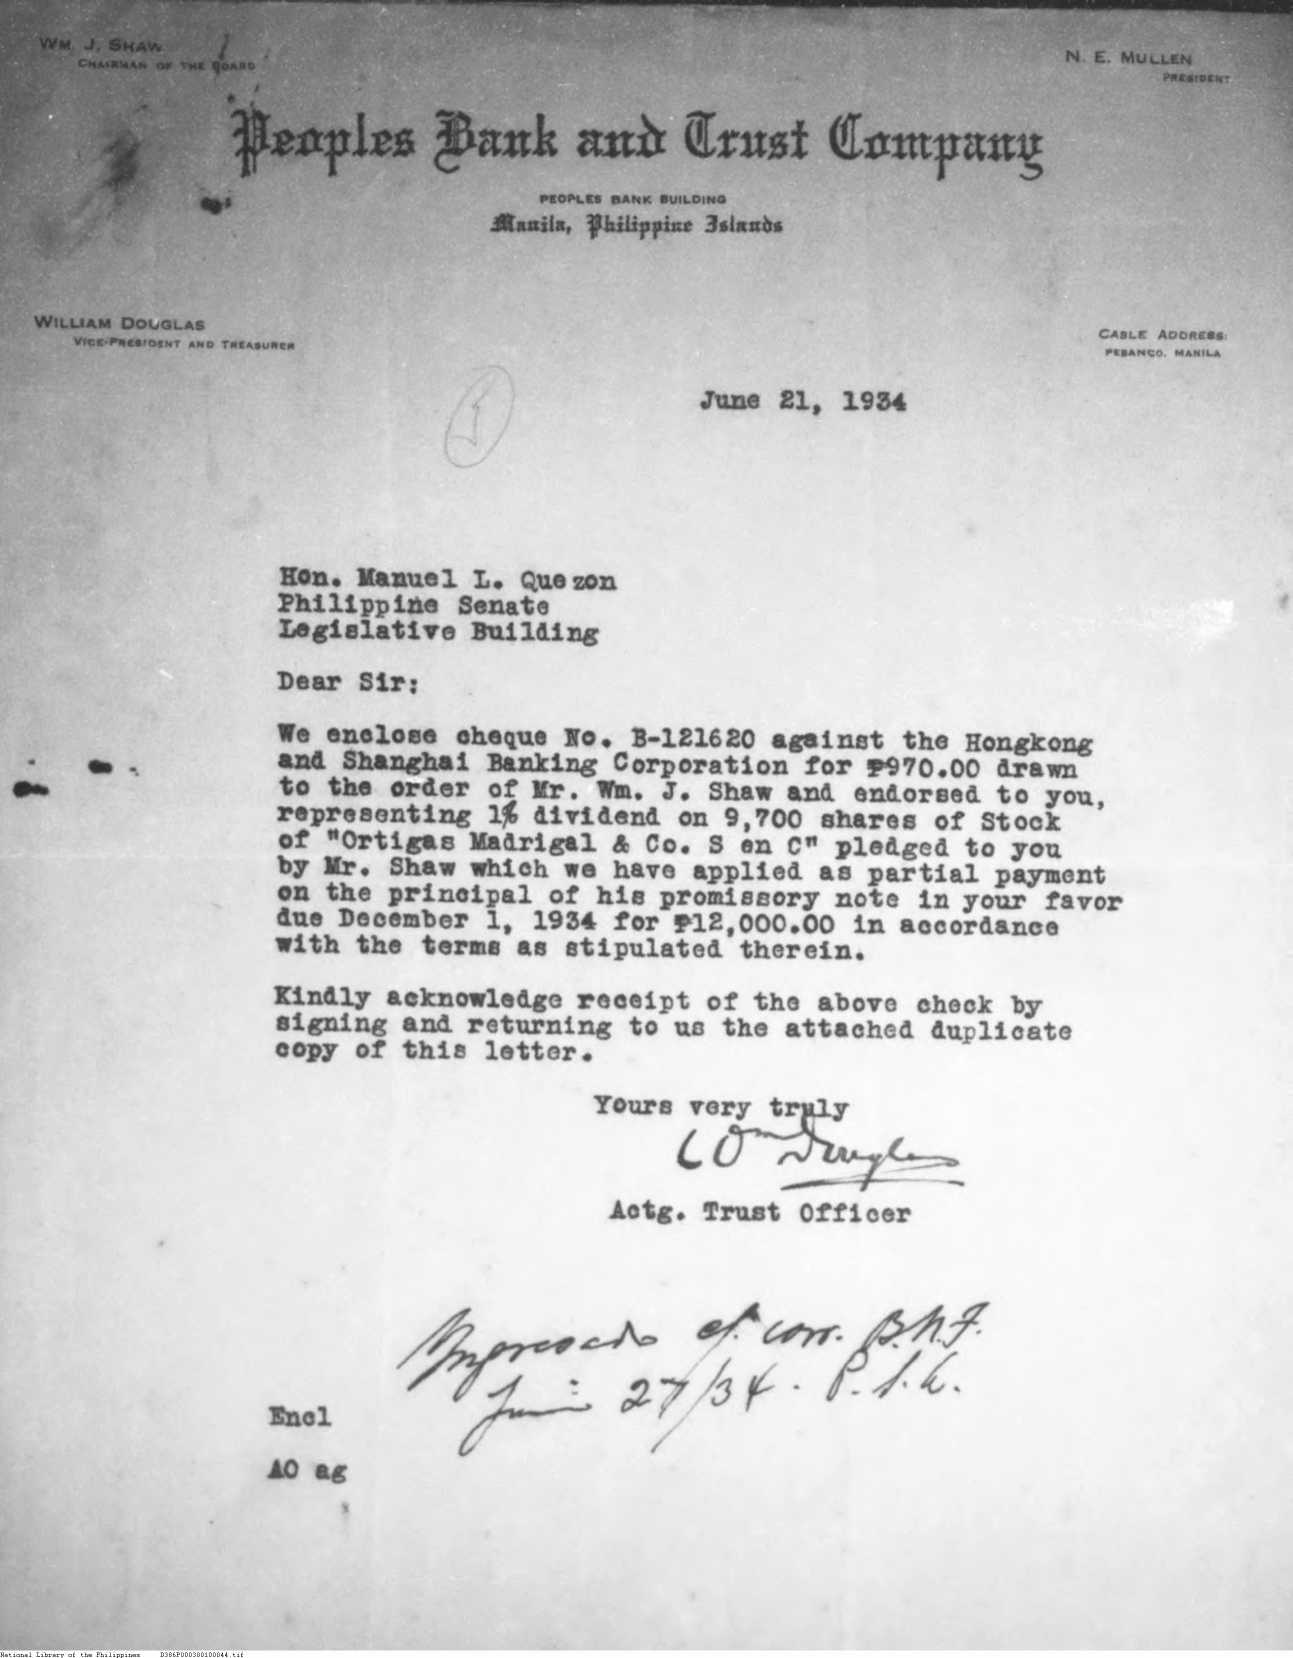 WM. J. SHAW
CHAIRMAN OF THE BOARD
N. E. MULLEN
PRESIDENT
Peoples Bank and Trust Company
PEOPLES BANK BUILDING
Manila, Philippine Islands
WILLIAM DOUGLAS
VICE-PRESIDENT AND TREASURER
CABLE ADDRESS:
PEBANCO, MANILA
June 21, 1934
Hon. Manuel L. Quezon
Philippine Senate
Legislative Building
Dear Sir:
We enclose cheque No. B-121620 against the Hongkong
and Shanghai Banking Corporation for ₱970.00 drawn
to the order of Mr. Wm. J. Shaw and endorsed to you,
representing 1% dividend on 9,700 shares of Stock
of "Ortigas Madrigal & Co. S en C" pledged to you
by Mr. Shaw which we have applied as partial payment
on the principal of his promissory note in your favor
due December 1, 1934 for ₱12,000.00 in accordance
with the terms as stipulated therein.
Kindly acknowledge receipt of the above check by
signing and returning to us the attached duplicate
copy of this letter.
Yours very truly
Wm Douglas
Actg. Trust Officer
Ingresado corr.
27/34.
Encl
AO ag
National Library of the Philippines D386P000300100044.tif